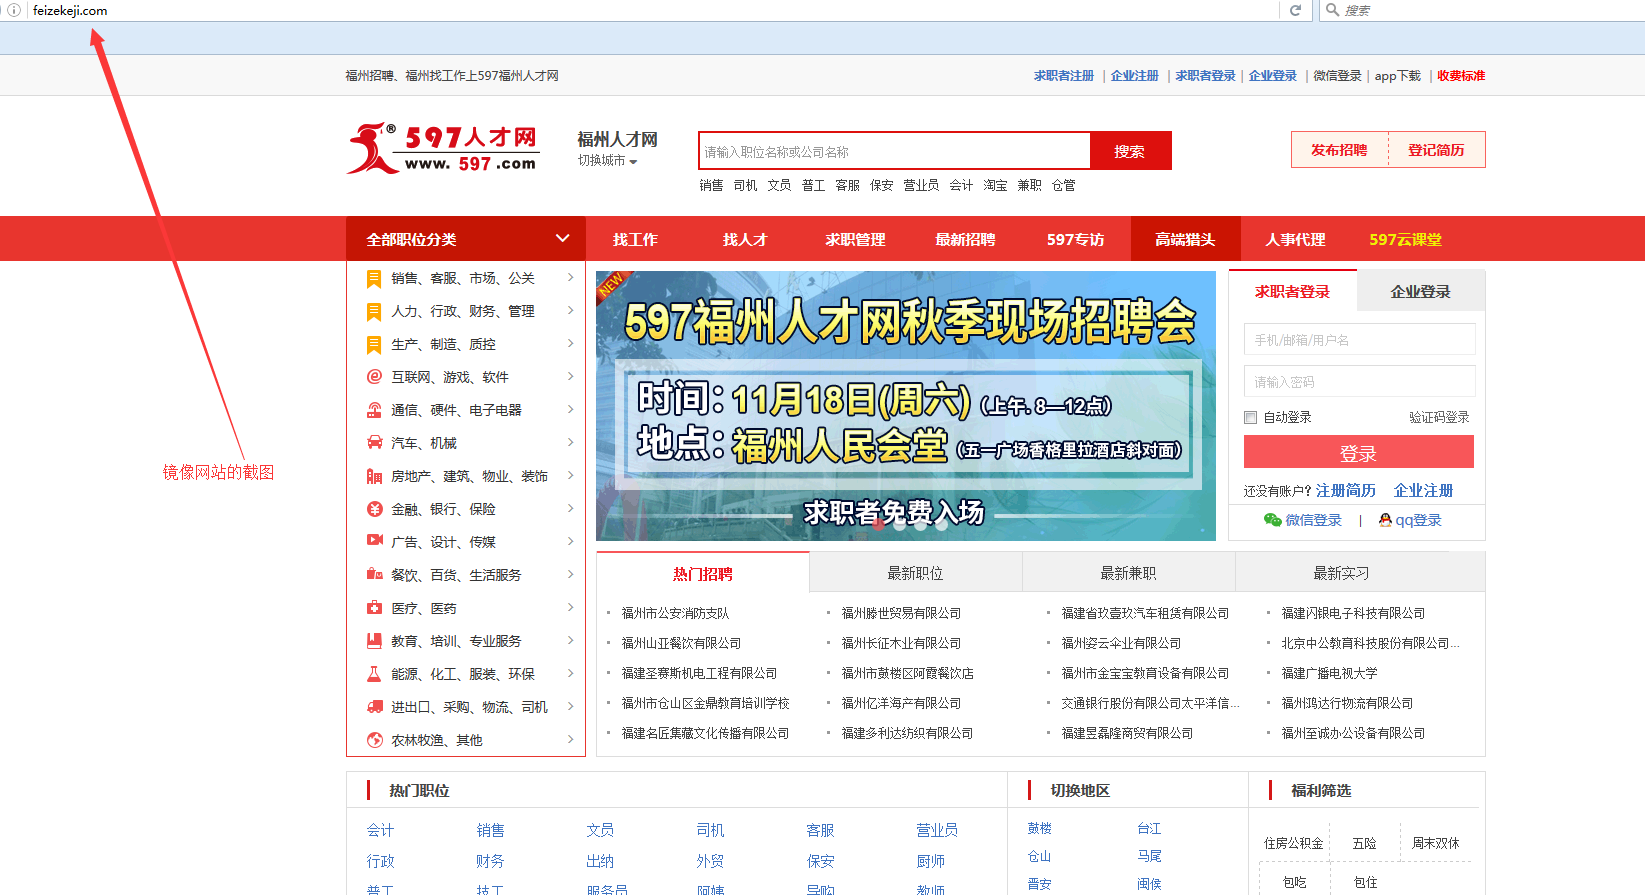 feizekeji.com
搜索
福州招聘、福州找工作上597福州人才网
求职者注册 | 企业注册 | 求职者登录 | 企业登录 | 微信登录 | app下载 | 收费标准
597人才网
www.597.com
福州人才网
切换城市
请输入职位名称或公司名称
搜索
发布招聘 登记简历
销售 司机 文员 普工 客服 保安 营业员 会计 淘宝 兼职 仓管
全部职位分类 找工作 找人才 求职管理 最新招聘 597专访 高端猎头 人事代理 597云课堂
销售、客服、市场、公关
人力、行政、财务、管理
生产、制造、质控
互联网、游戏、软件
通信、硬件、电子电器
汽车、机械
房地产、建筑、物业、装饰
金融、银行、保险
广告、设计、传媒
餐饮、百货、生活服务
医疗、医药
教育、培训、专业服务
能源、化工、服装、环保
进出口、采购、物流、司机
农林牧渔、其他
镜像网站的截图
NEW
597福州人才网秋季现场招聘会
时间：11月18日(周六)(上午. 8—12点)
地点：福州人民会堂(五一广场香格里拉酒店斜对面)
求职者免费入场
求职者登录 企业登录
手机/邮箱/用户名
请输入密码
自动登录 验证码登录
登录
还没有账户? 注册简历 企业注册
微信登录 | qq登录
热门招聘 最新职位 最新兼职 最新实习
福州市公安消防支队 福州滕世贸易有限公司 福建省玖壹玖汽车租赁有限公司 福建闪银电子科技有限公司
福州山亚餐饮有限公司 福州长征木业有限公司 福州姿云伞业有限公司 北京中公教育科技股份有限公司...
福建圣赛斯机电工程有限公司 福州市鼓楼区阿霞餐饮店 福州市金宝宝教育设备有限公司 福建广播电视大学
福州市仓山区金鼎教育培训学校 福州亿洋海产有限公司 交通银行股份有限公司太平洋信... 福州鸿达行物流有限公司
福建名匠集藏文化传播有限公司 福建多利达纺织有限公司 福建昱磊隆商贸有限公司 福州至诚办公设备有限公司
热门职位 切换地区 福利筛选
会计 销售 文员 司机 客服 营业员 鼓楼 台江
住房公积金 五险 周末双休
行政 财务 出纳 外贸 保安 厨师 仓山 马尾
普工 技工 服务员 阿姨 导购 教师 晋安 闽侯
包吃 包住